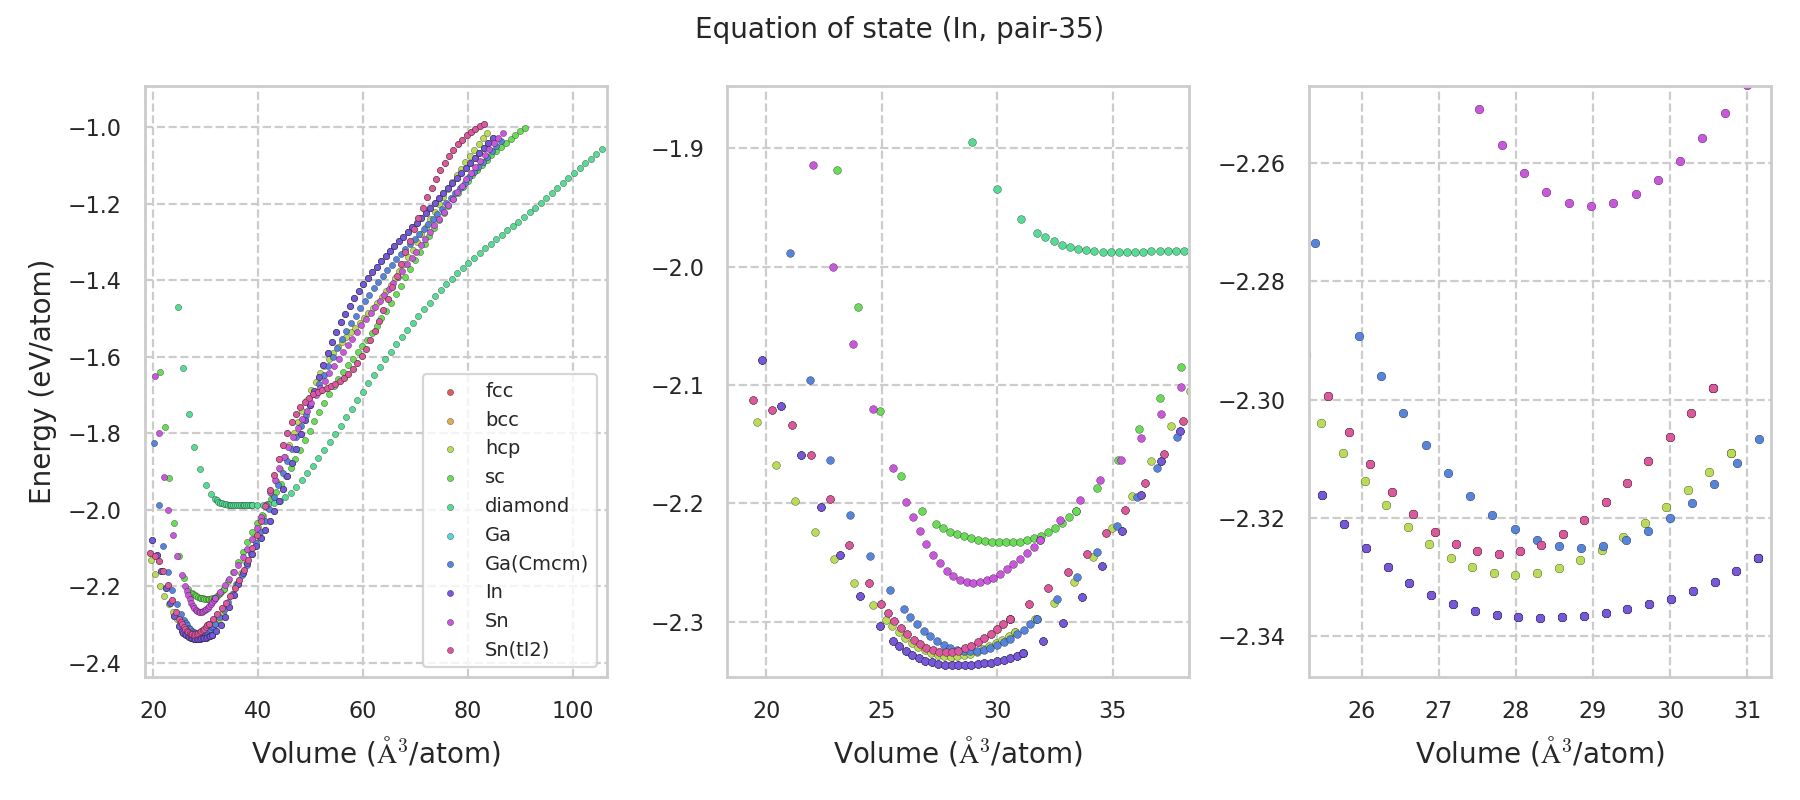 Equation of state (In, pair-35)
Energy (eV/atom)
−1.0
−1.2
−1.4
−1.6
−1.8
−2.0
−2.2
−2.4
20 40 60 80 100
Volume (Å³/atom)
fcc
bcc
hcp
sc
diamond
Ga
Ga(Cmcm)
In
Sn
Sn(tI2)
−1.9
−2.0
−2.1
−2.2
−2.3
20 25 30 35
Volume (Å³/atom)
−2.26
−2.28
−2.30
−2.32
−2.34
26 27 28 29 30 31
Volume (Å³/atom)